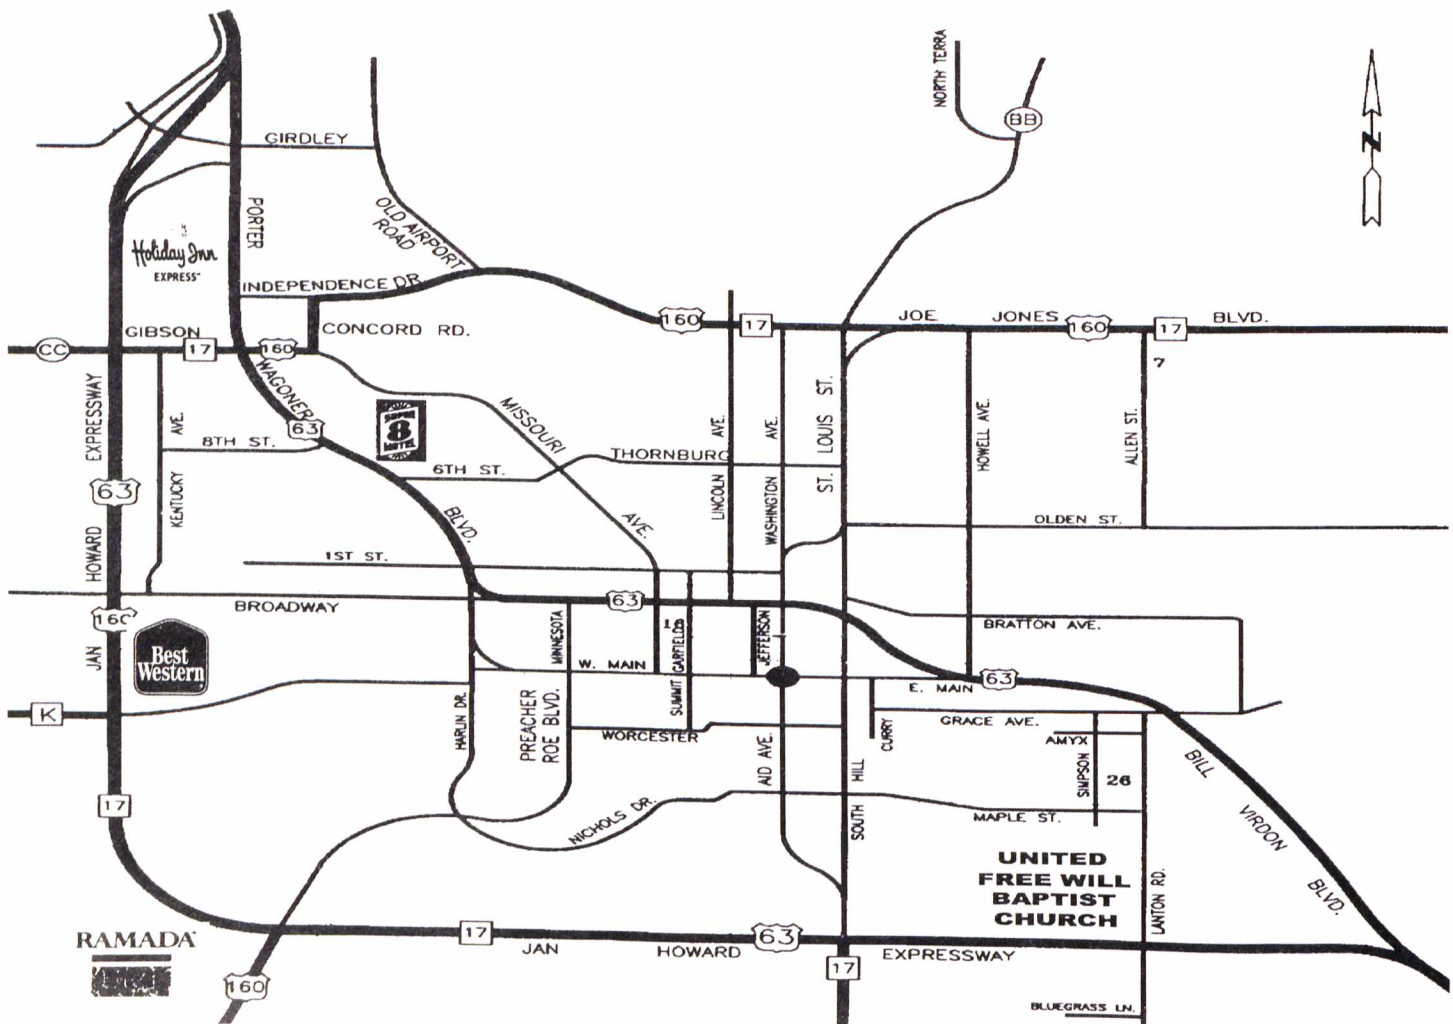 NORTH TERRA
BB
N
GIRDLEY
PORTER
OLD AIRPORT
ROAD
Holiday Inn
EXPRESS
INDEPENDENCE DR.
CONCORD RD.
160
17
JOE JONES
160
17
BLVD.
CC
GIBSON
17
160
7
WAGONER
63
BLVD.
EXPRESSWAY
63
HOWARD
160
JAN
KENTUCKY AVE.
8TH ST.
SUPER
8
MOTEL
MISSOURI AVE.
6TH ST.
THORNBURG
LINCOLN AVE.
WASHINGTON AVE.
ST. LOUIS ST.
HOWELL AVE.
ALLEN ST.
OLDEN ST.
1ST ST.
BROADWAY
63
MINNESOTA
GARFIELD
JEFFERSON
BRATTON AVE.
Best
Western
W. MAIN
E. MAIN
63
K
HARLIN DR.
PREACHER
ROE BLVD.
SUMMIT
WORCESTER
AID AVE.
CURRY
GRACE AVE.
AMYX
SIMPSON
26
BILL VIRDON BLVD.
17
NICHOLS DR.
SOUTH HILL
MAPLE ST.
UNITED
FREE WILL
BAPTIST
CHURCH
LANTON RD.
RAMADA
17
JAN HOWARD
63
EXPRESSWAY
160
17
BLUEGRASS LN.